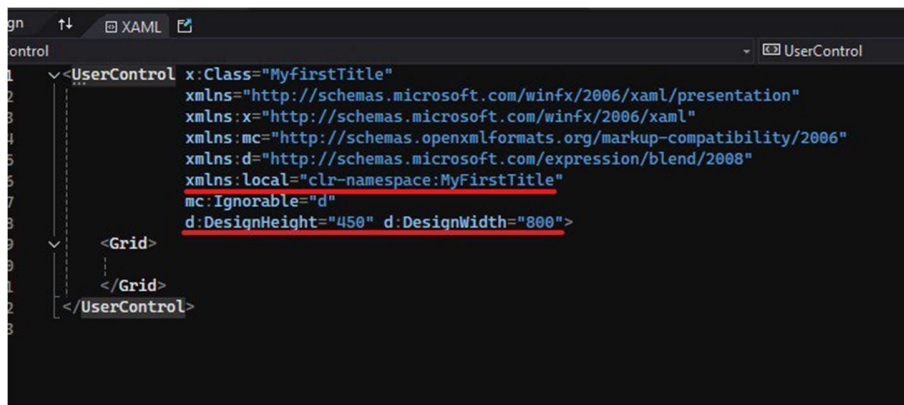 gn XAML
ontrol UserControl
1 <UserControl x:Class="MyfirstTitle"
2 xmlns="http://schemas.microsoft.com/winfx/2006/xaml/presentation"
3 xmlns:x="http://schemas.microsoft.com/winfx/2006/xaml"
4 xmlns:mc="http://schemas.openxmlformats.org/markup-compatibility/2006"
5 xmlns:d="http://schemas.microsoft.com/expression/blend/2008"
6 xmlns:local="clr-namespace:MyFirstTitle"
7 mc:Ignorable="d"
8 d:DesignHeight="450" d:DesignWidth="800">
9 <Grid>
0
1 </Grid>
2 </UserControl>
3